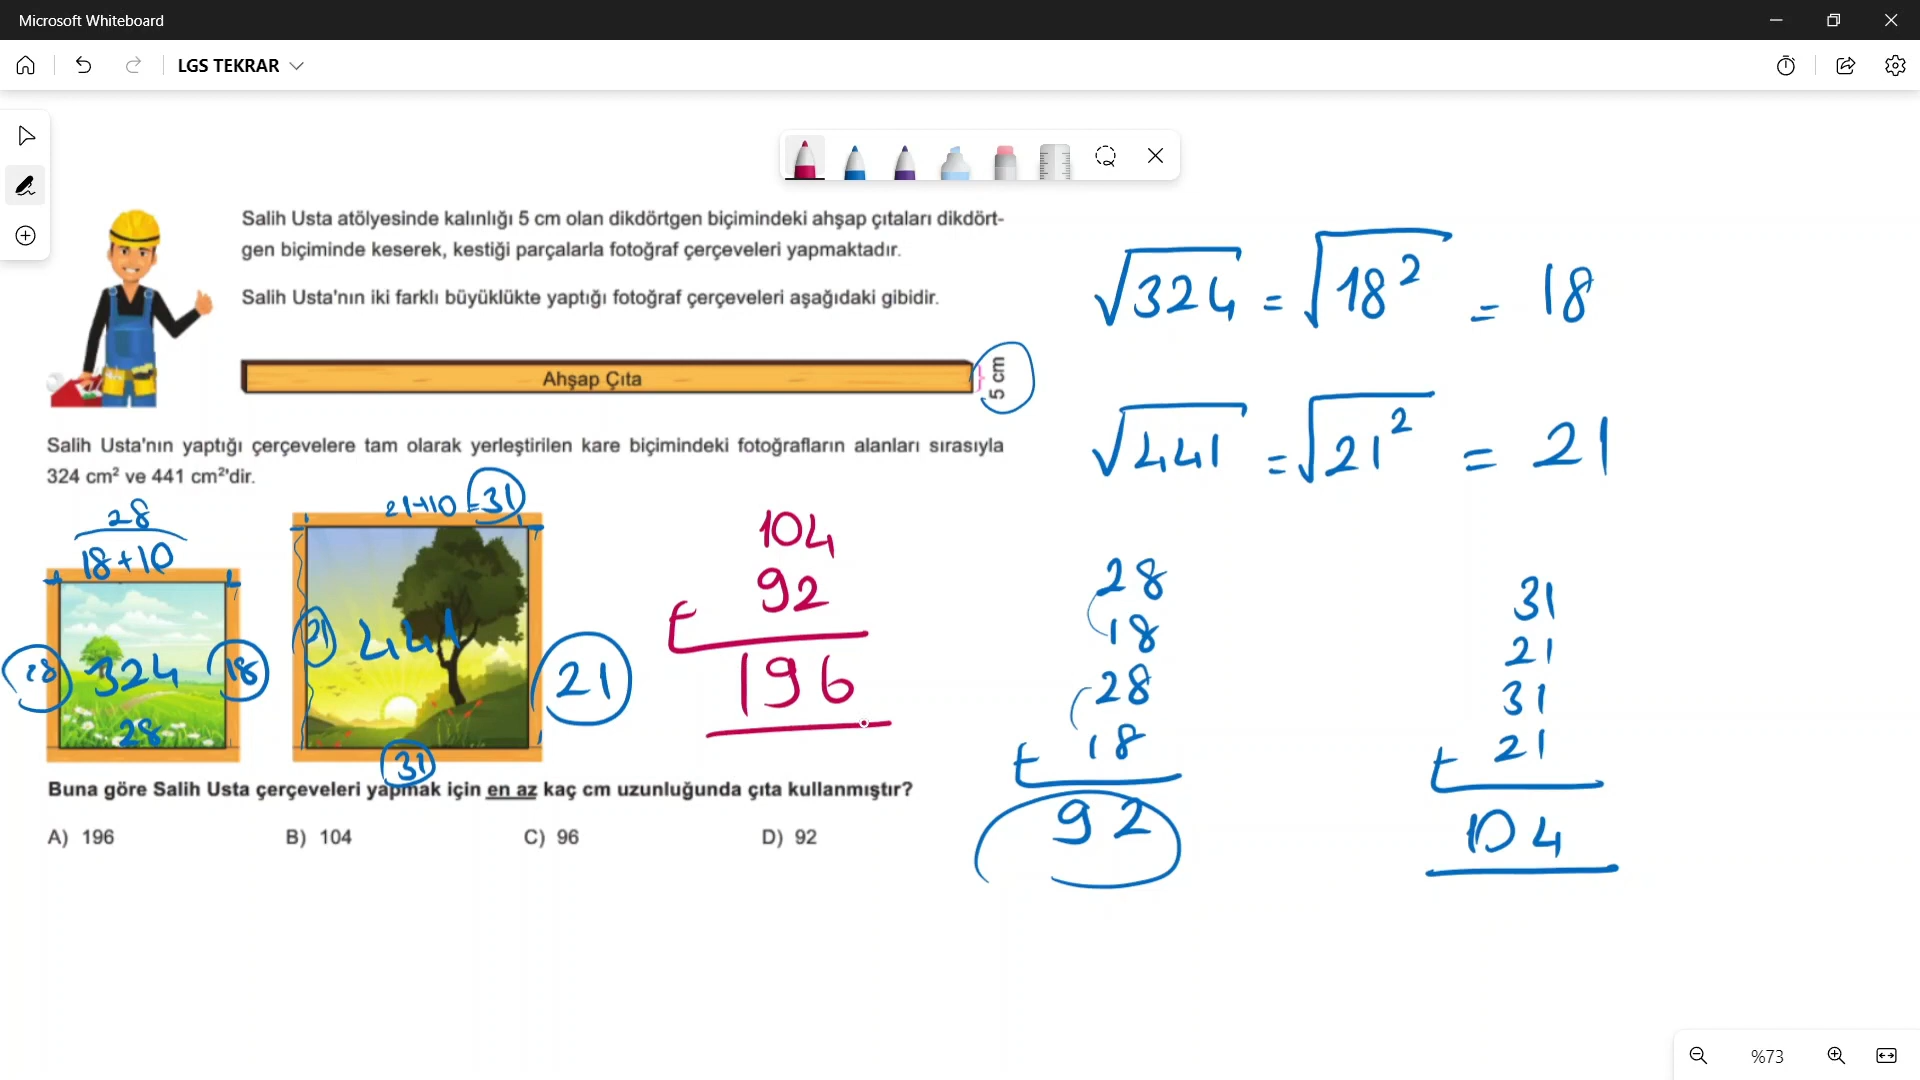 Microsoft Whiteboard
LGS TEKRAR
Salih Usta atölyesinde kalınlığı 5 cm olan dikdörtgen biçimindeki ahşap çıtaları dikdört-
gen biçiminde keserek, kestiği parçalarla fotoğraf çerçeveleri yapmaktadır.
Salih Usta'nın iki farklı büyüklükte yaptığı fotoğraf çerçeveleri aşağıdaki gibidir.
Ahşap Çıta
5 cm
Salih Usta'nın yaptığı çerçevelere tam olarak yerleştirilen kare biçimindeki fotoğrafların alanları sırasıyla
324 cm² ve 441 cm²'dir.
28
18+10
18
324
18
28
21+10=31
21
441
21
31
104
92
+
196
√324 = √18² = 18
√441 = √21² = 21
28
18
28
+ 18
92
31
21
31
+ 21
104
Buna göre Salih Usta çerçeveleri yapmak için en az kaç cm uzunluğunda çıta kullanmıştır?
A) 196 B) 104 C) 96 D) 92
%73